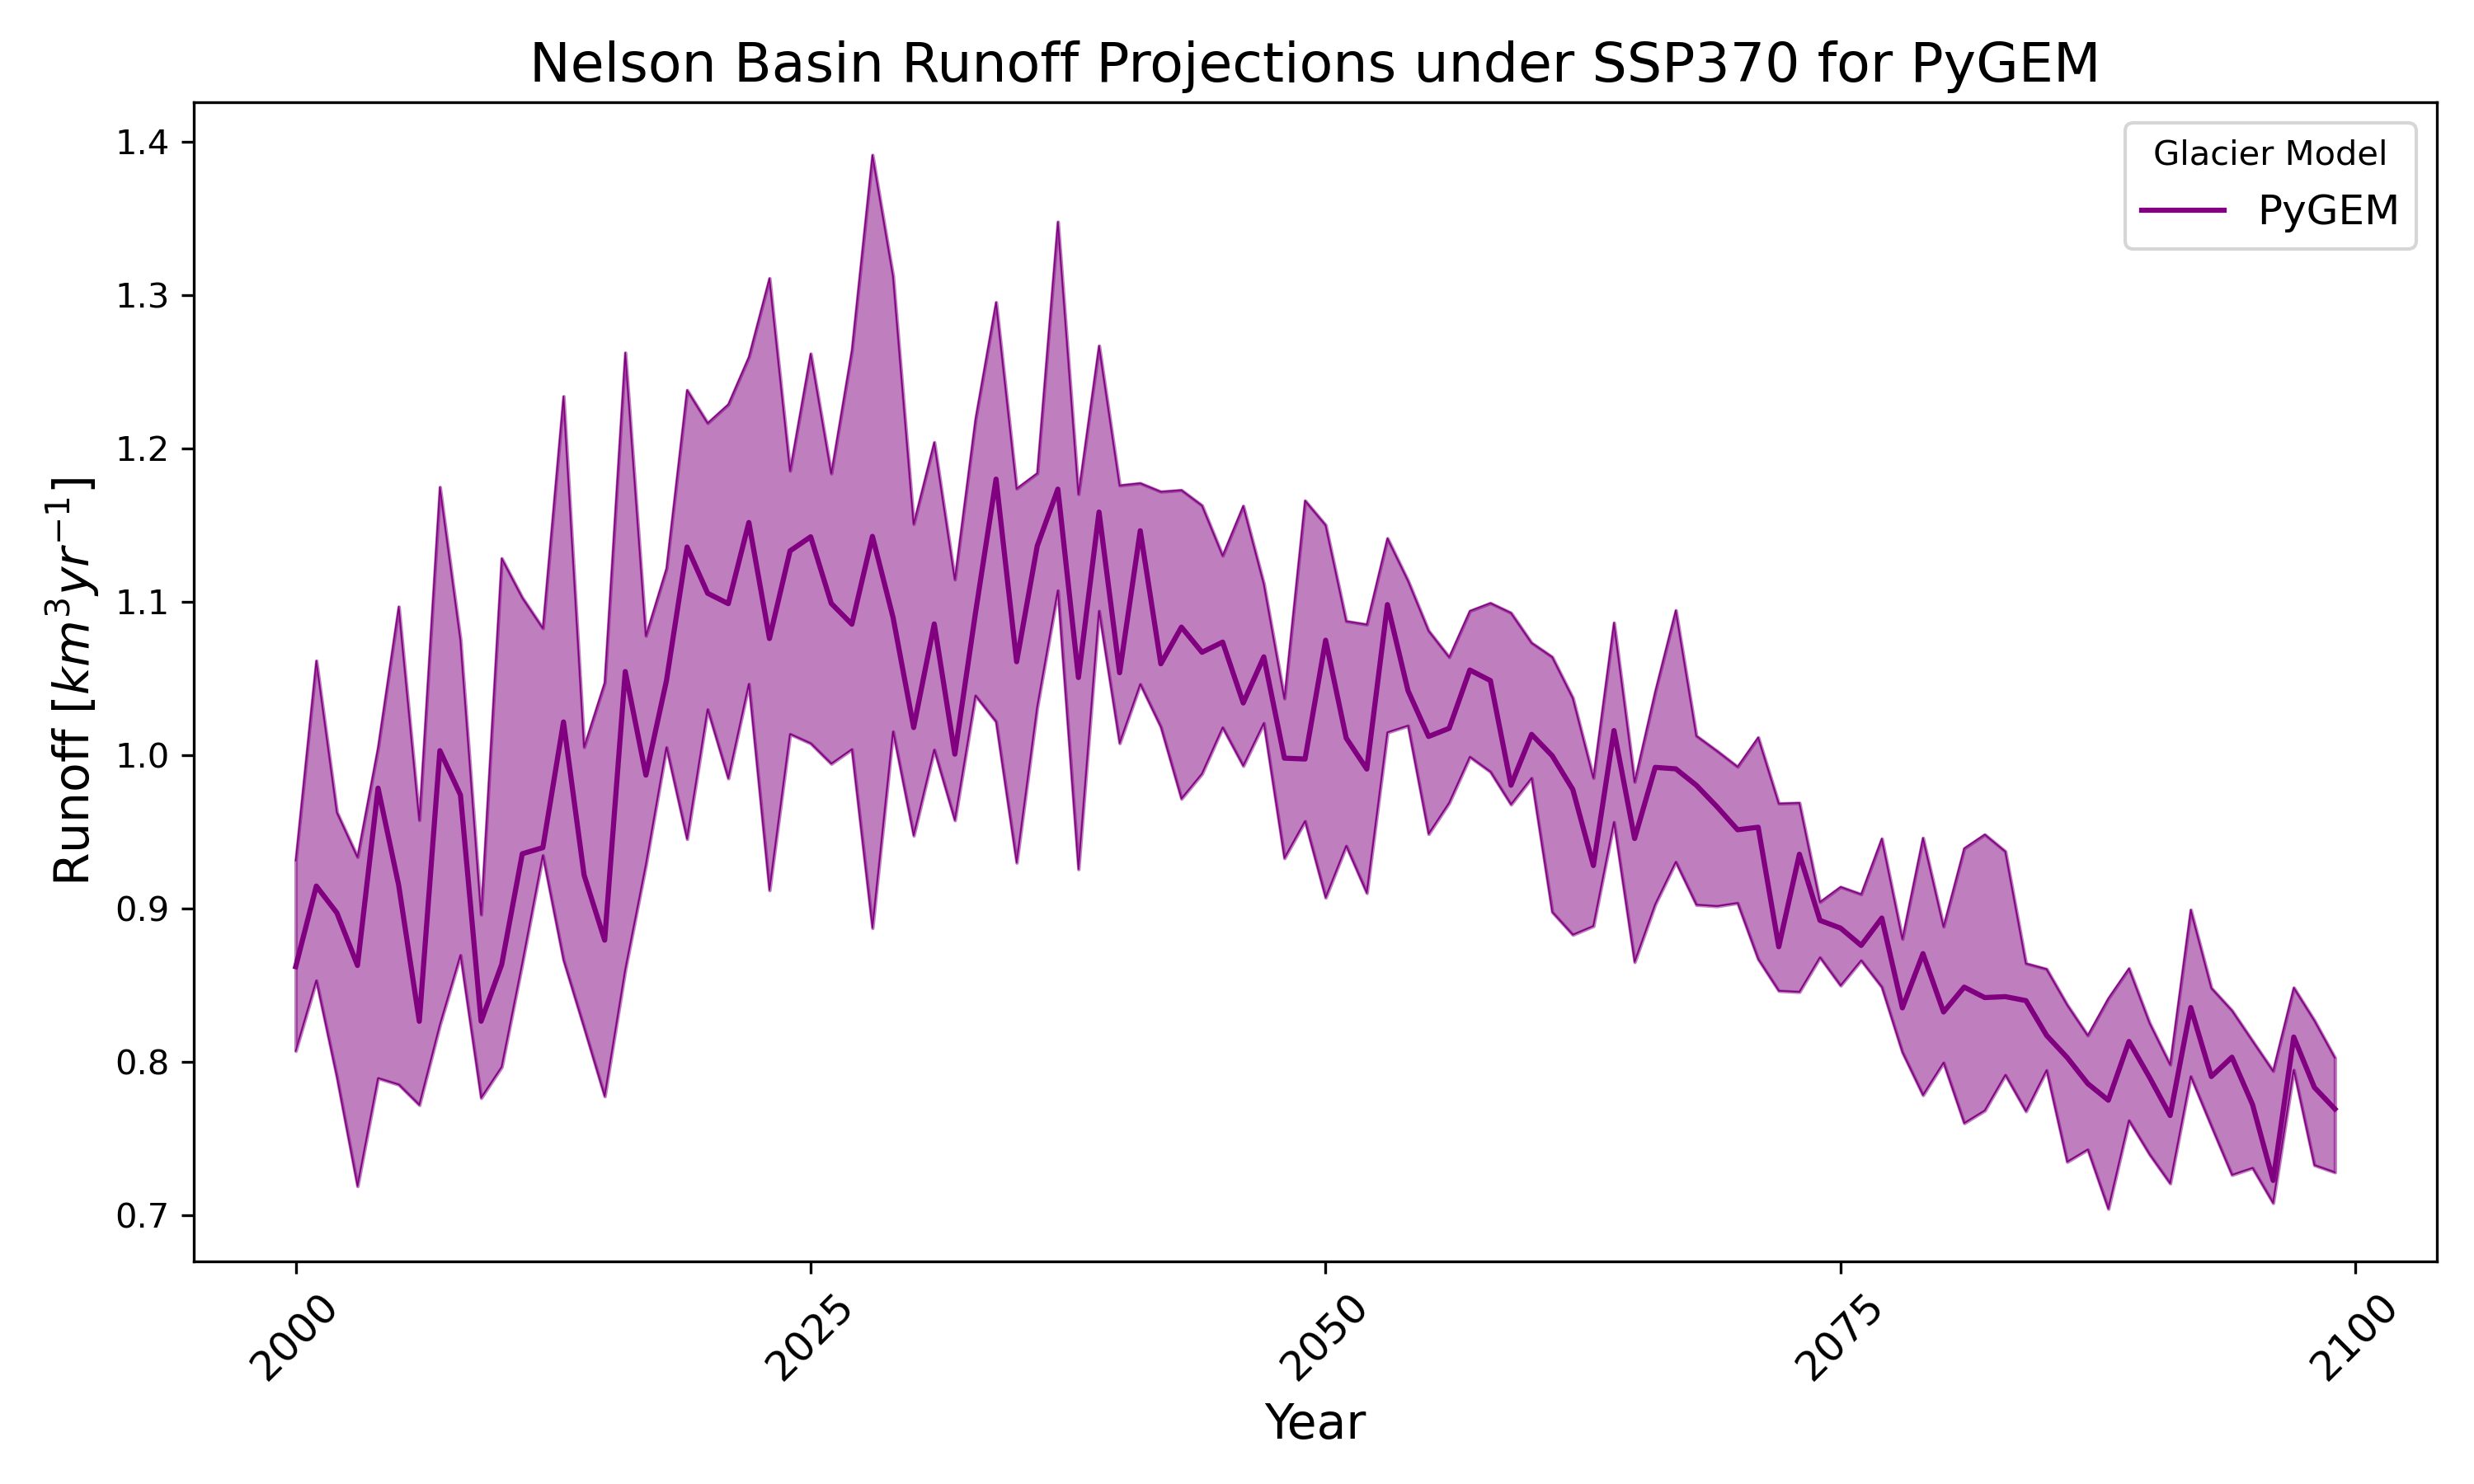 Nelson Basin Runoff Projections under SSP370 for PyGEM
Glacier Model
PyGEM
Runoff [km³yr⁻¹]
1.4
1.3
1.2
1.1
1.0
0.9
0.8
0.7
2000
2025
2050
2075
2100
Year